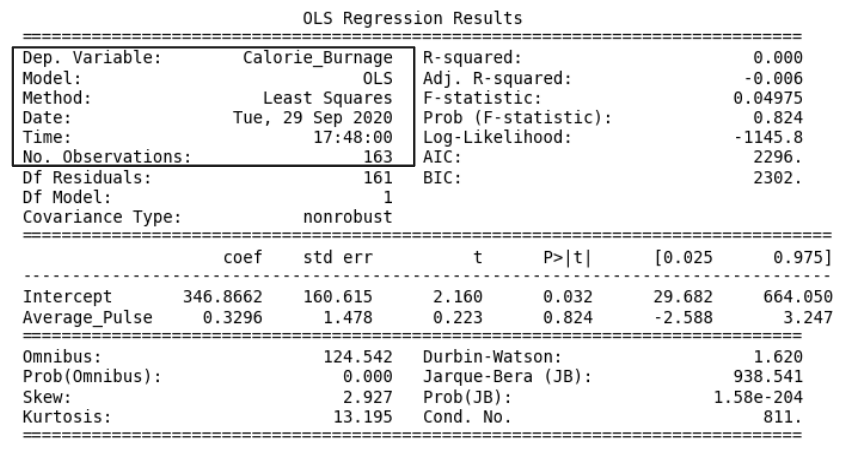 OLS Regression Results
==============================================================================
Dep. Variable: Calorie_Burnage R-squared: 0.000
Model: OLS Adj. R-squared: -0.006
Method: Least Squares F-statistic: 0.04975
Date: Tue, 29 Sep 2020 Prob (F-statistic): 0.824
Time: 17:48:00 Log-Likelihood: -1145.8
No. Observations: 163 AIC: 2296.
Df Residuals: 161 BIC: 2302.
Df Model: 1
Covariance Type: nonrobust
=================================================================================
coef std err t P>|t| [0.025 0.975]
---------------------------------------------------------------------------------
Intercept 346.8662 160.615 2.160 0.032 29.682 664.050
Average_Pulse 0.3296 1.478 0.223 0.824 -2.588 3.247
==============================================================================
Omnibus: 124.542 Durbin-Watson: 1.620
Prob(Omnibus): 0.000 Jarque-Bera (JB): 938.541
Skew: 2.927 Prob(JB): 1.58e-204
Kurtosis: 13.195 Cond. No. 811.
==============================================================================